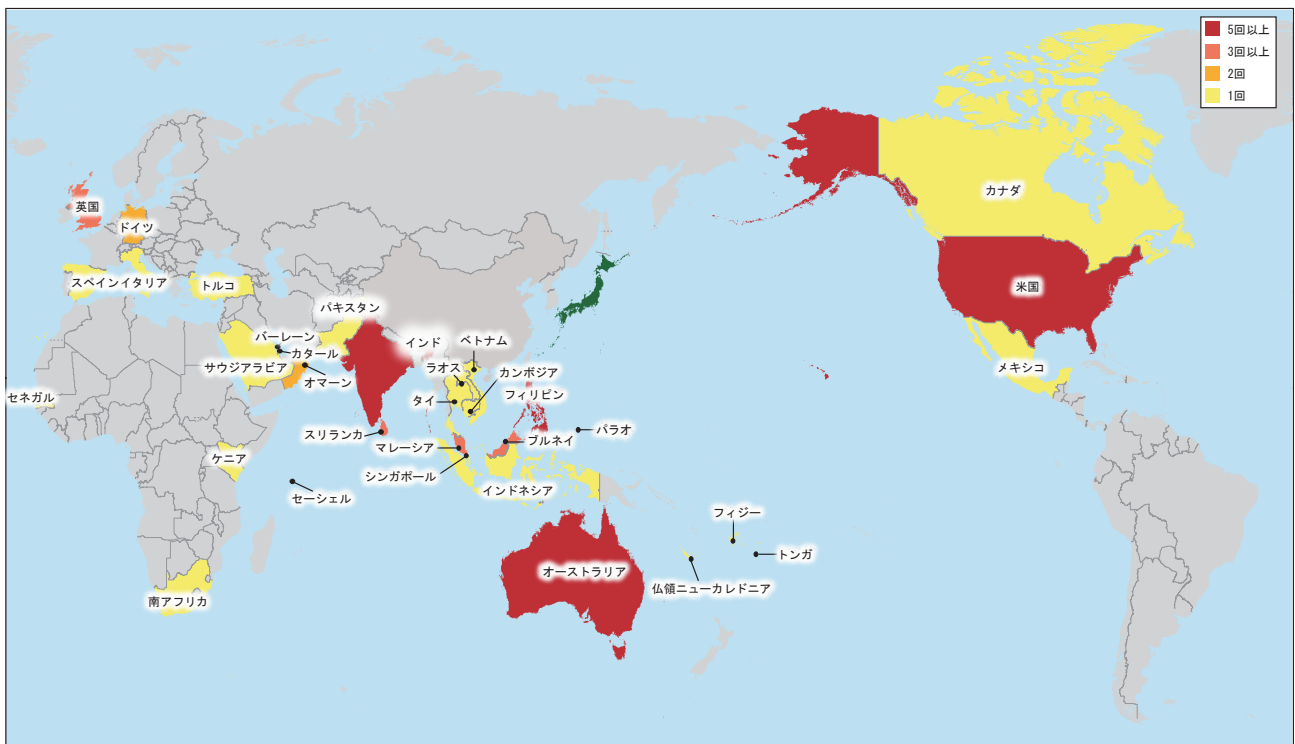 5回以上
3回以上
2回
1回
カナダ
英国
ドイツ
スペイン
イタリア
トルコ
米国
パキスタン
バーレーン
インド
ベトナム
カタール
ラオス
カンボジア
サウジアラビア
オマーン
メキシコ
セネガル
タイ
フィリピン
スリランカ
パラオ
マレーシア
ブルネイ
ケニア
シンガポール
インドネシア
セーシェル
フィジー
トンガ
オーストラリア
仏領ニューカレドニア
南アフリカ